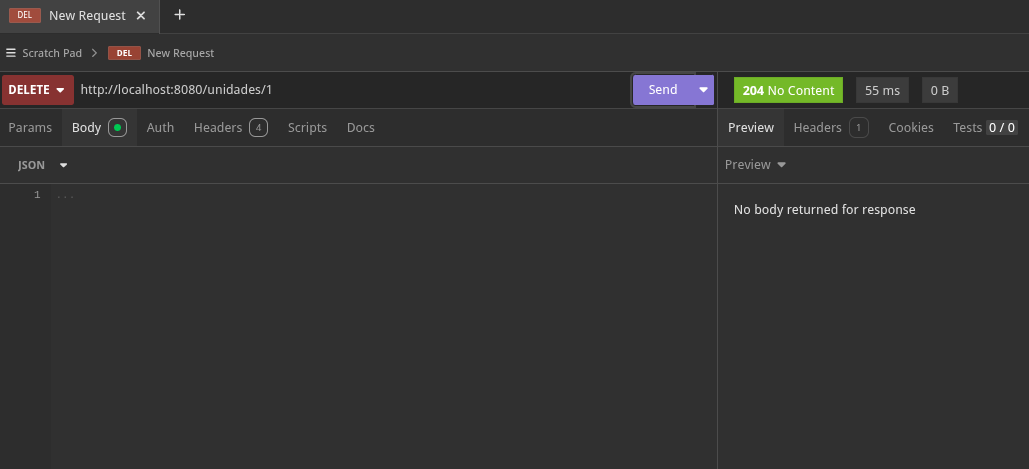 DEL New Request
Scratch Pad DEL New Request
DELETE http://localhost:8080/unidades/1 Send 204 No Content 55 ms 0 B
Params Body Auth Headers 4 Scripts Docs Preview Headers 1 Cookies Tests 0 / 0
JSON Preview
1 ...
No body returned for response